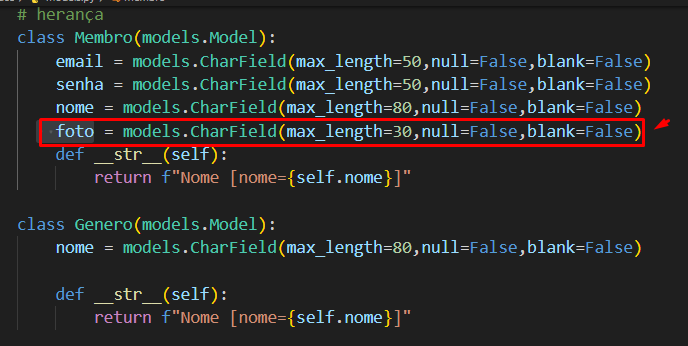 # herança
class Membro(models.Model):
    email = models.CharField(max_length=50,null=False,blank=False)
    senha = models.CharField(max_length=50,null=False,blank=False)
    nome = models.CharField(max_length=80,null=False,blank=False)
    foto = models.CharField(max_length=30,null=False,blank=False)
    def __str__(self):
        return f"Nome [nome={self.nome}]"
class Genero(models.Model):
    nome = models.CharField(max_length=80,null=False,blank=False)
    def __str__(self):
        return f"Nome [nome={self.nome}]"